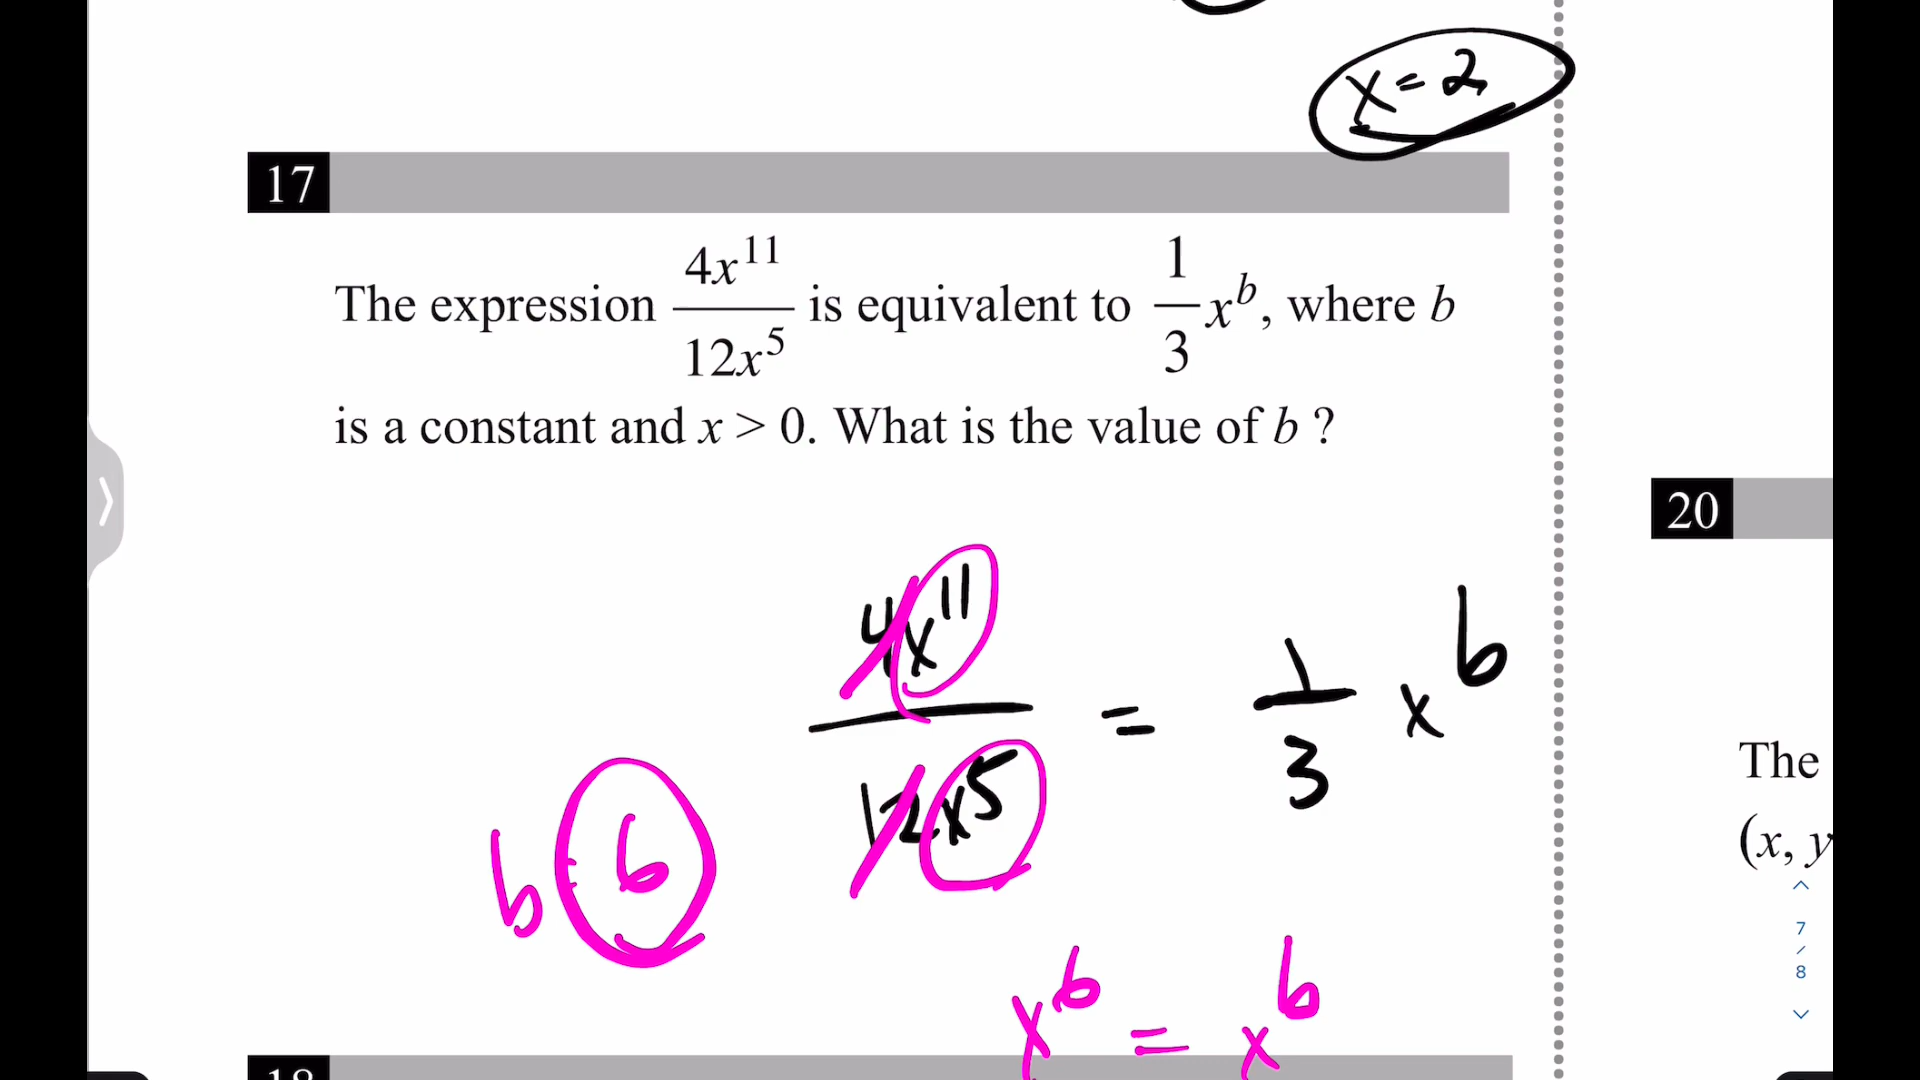 x = 2
17
The expression 4x^11 / 12x^5 is equivalent to 1/3 x^b, where b
is a constant and x > 0. What is the value of b ?
20
4x^11 / 12x^5 = 1/3 x^b
The
(x, y
b = 6
7
/
8
x^6 = x^b
18